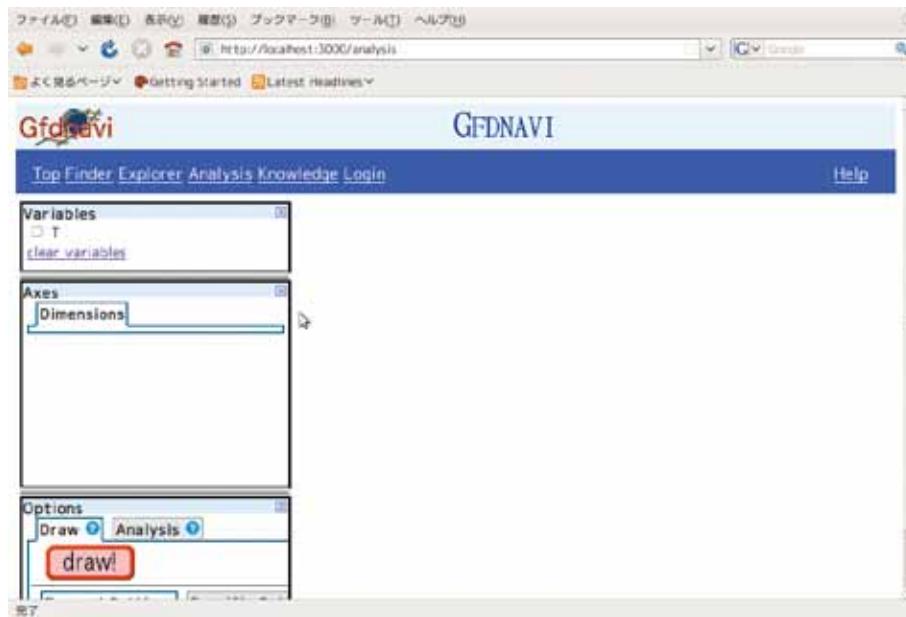 ファイル(F) 編集(E) 表示(V) 履歴(S) ブックマーク(B) ツール(T) ヘルプ(H)
http://localhost:3000/analysis
よく見るページ Getting Started Latest Headlines
Gfdnavi GFDNAVI
Top Finder Explorer Analysis Knowledge Login Help
Variables
T
clear variables
Axes
Dimensions
Options
Draw Analysis
draw!
完了